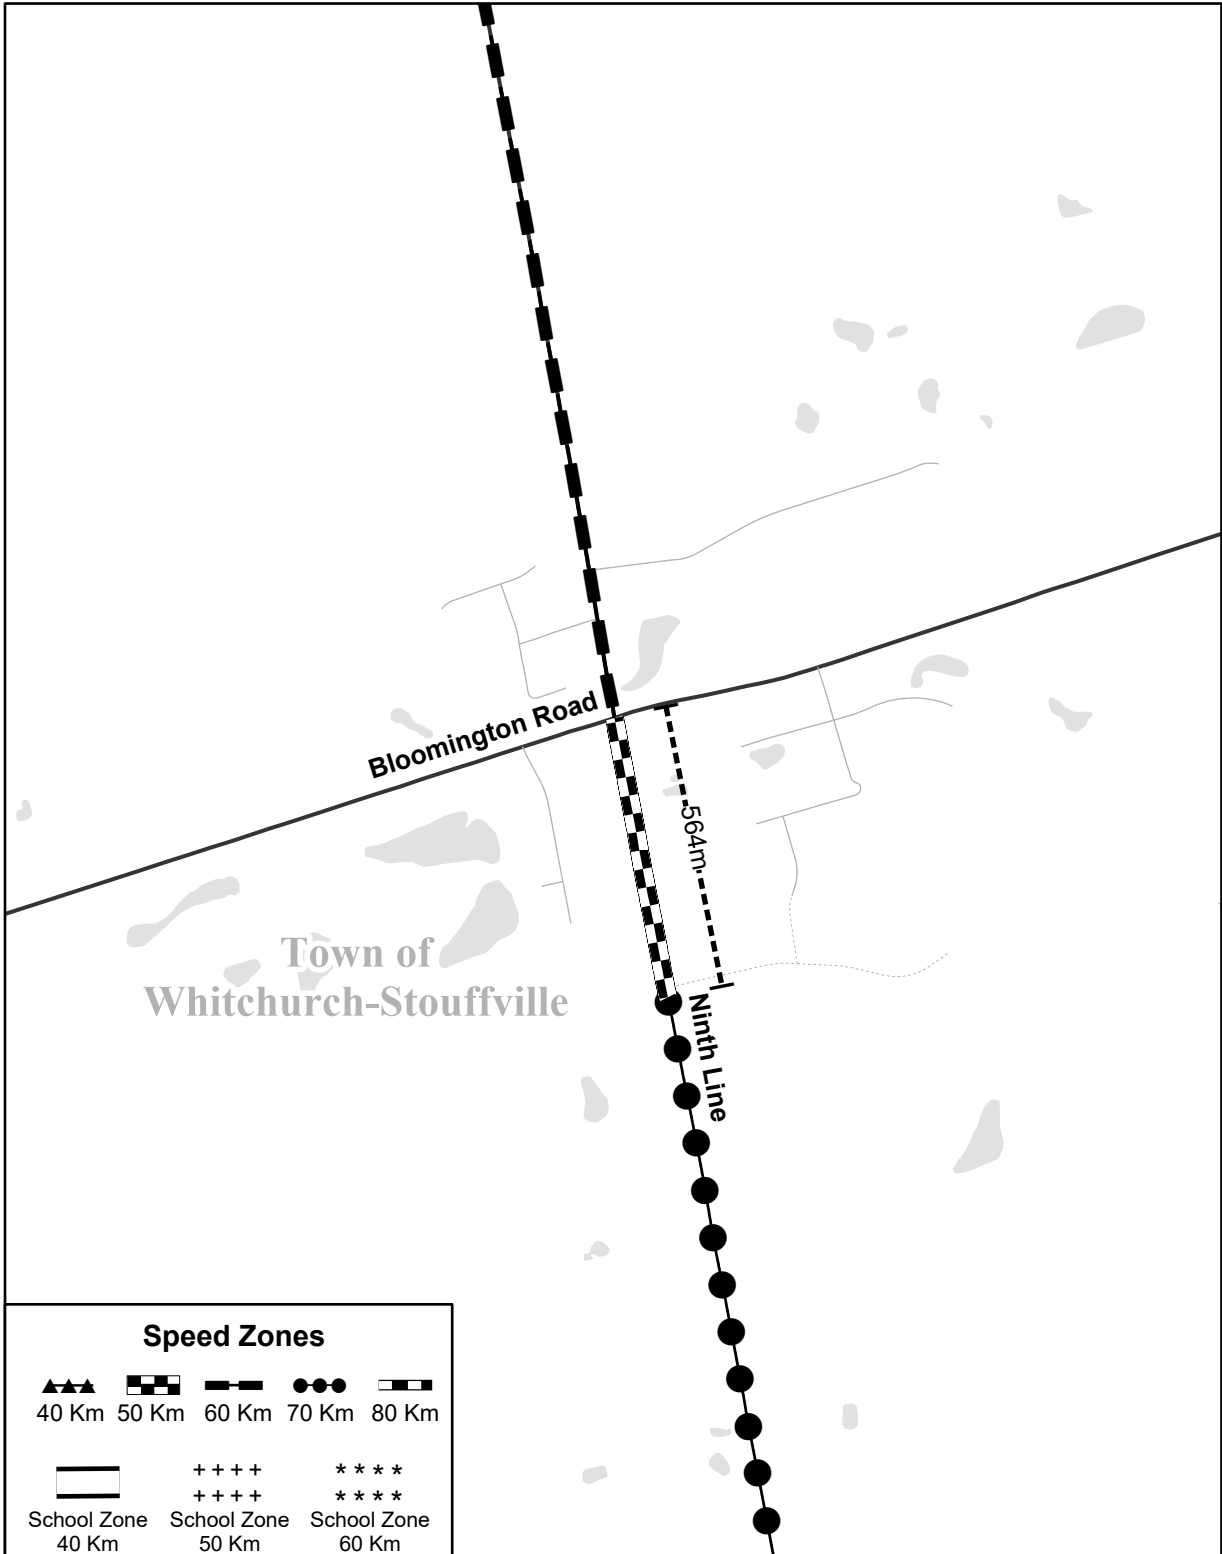 Bloomington Road
564m
Town of
Whitchurch-Stouffville
Ninth Line
Speed Zones
40 Km 50 Km 60 Km 70 Km 80 Km
School Zone School Zone School Zone
40 Km 50 Km 60 Km